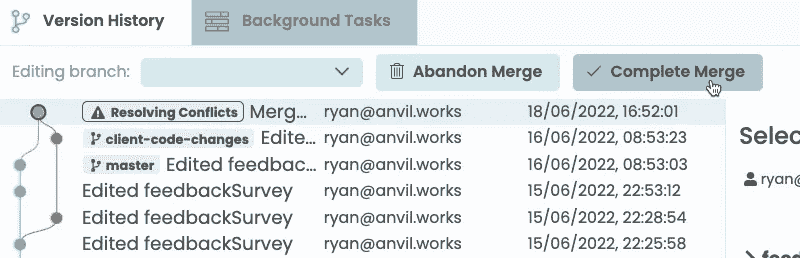 Version History Background Tasks
Editing branch: Abandon Merge Complete Merge
Resolving Conflicts Merg... ryan@anvil.works 18/06/2022, 16:52:01
client-code-changes Edite... ryan@anvil.works 16/06/2022, 08:53:23
Selec
master Edited feedbac... ryan@anvil.works 16/06/2022, 08:53:03
ryan@
Edited feedbackSurvey ryan@anvil.works 15/06/2022, 22:53:12
Edited feedbackSurvey ryan@anvil.works 15/06/2022, 22:28:54
Edited feedbackSurvey ryan@anvil.works 15/06/2022, 22:25:58